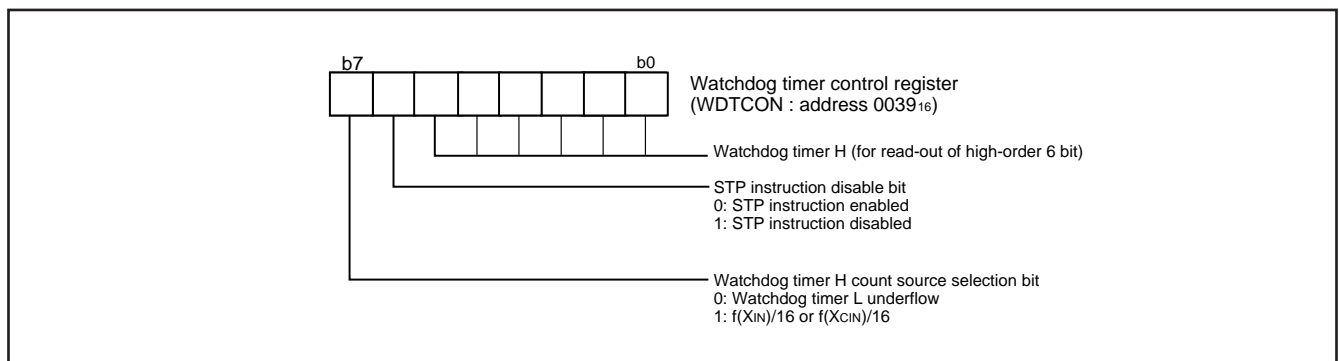 b7 b0
Watchdog timer control register
(WDTCON : address 003916)
Watchdog timer H (for read-out of high-order 6 bit)
STP instruction disable bit
0: STP instruction enabled
1: STP instruction disabled
Watchdog timer H count source selection bit
0: Watchdog timer L underflow
1: f(XIN)/16 or f(XCIN)/16